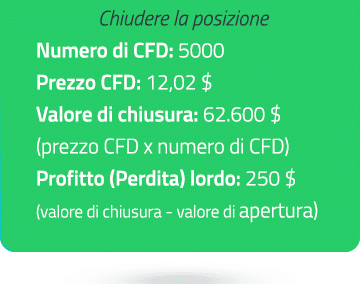 Chiudere la posizione
Numero di CFD: 5000
Prezzo CFD: 12,02 $
Valore di chiusura: 62.600 $
(prezzo CFD x numero di CFD)
Profitto (Perdita) lordo: 250 $
(valore di chiusura - valore di apertura)